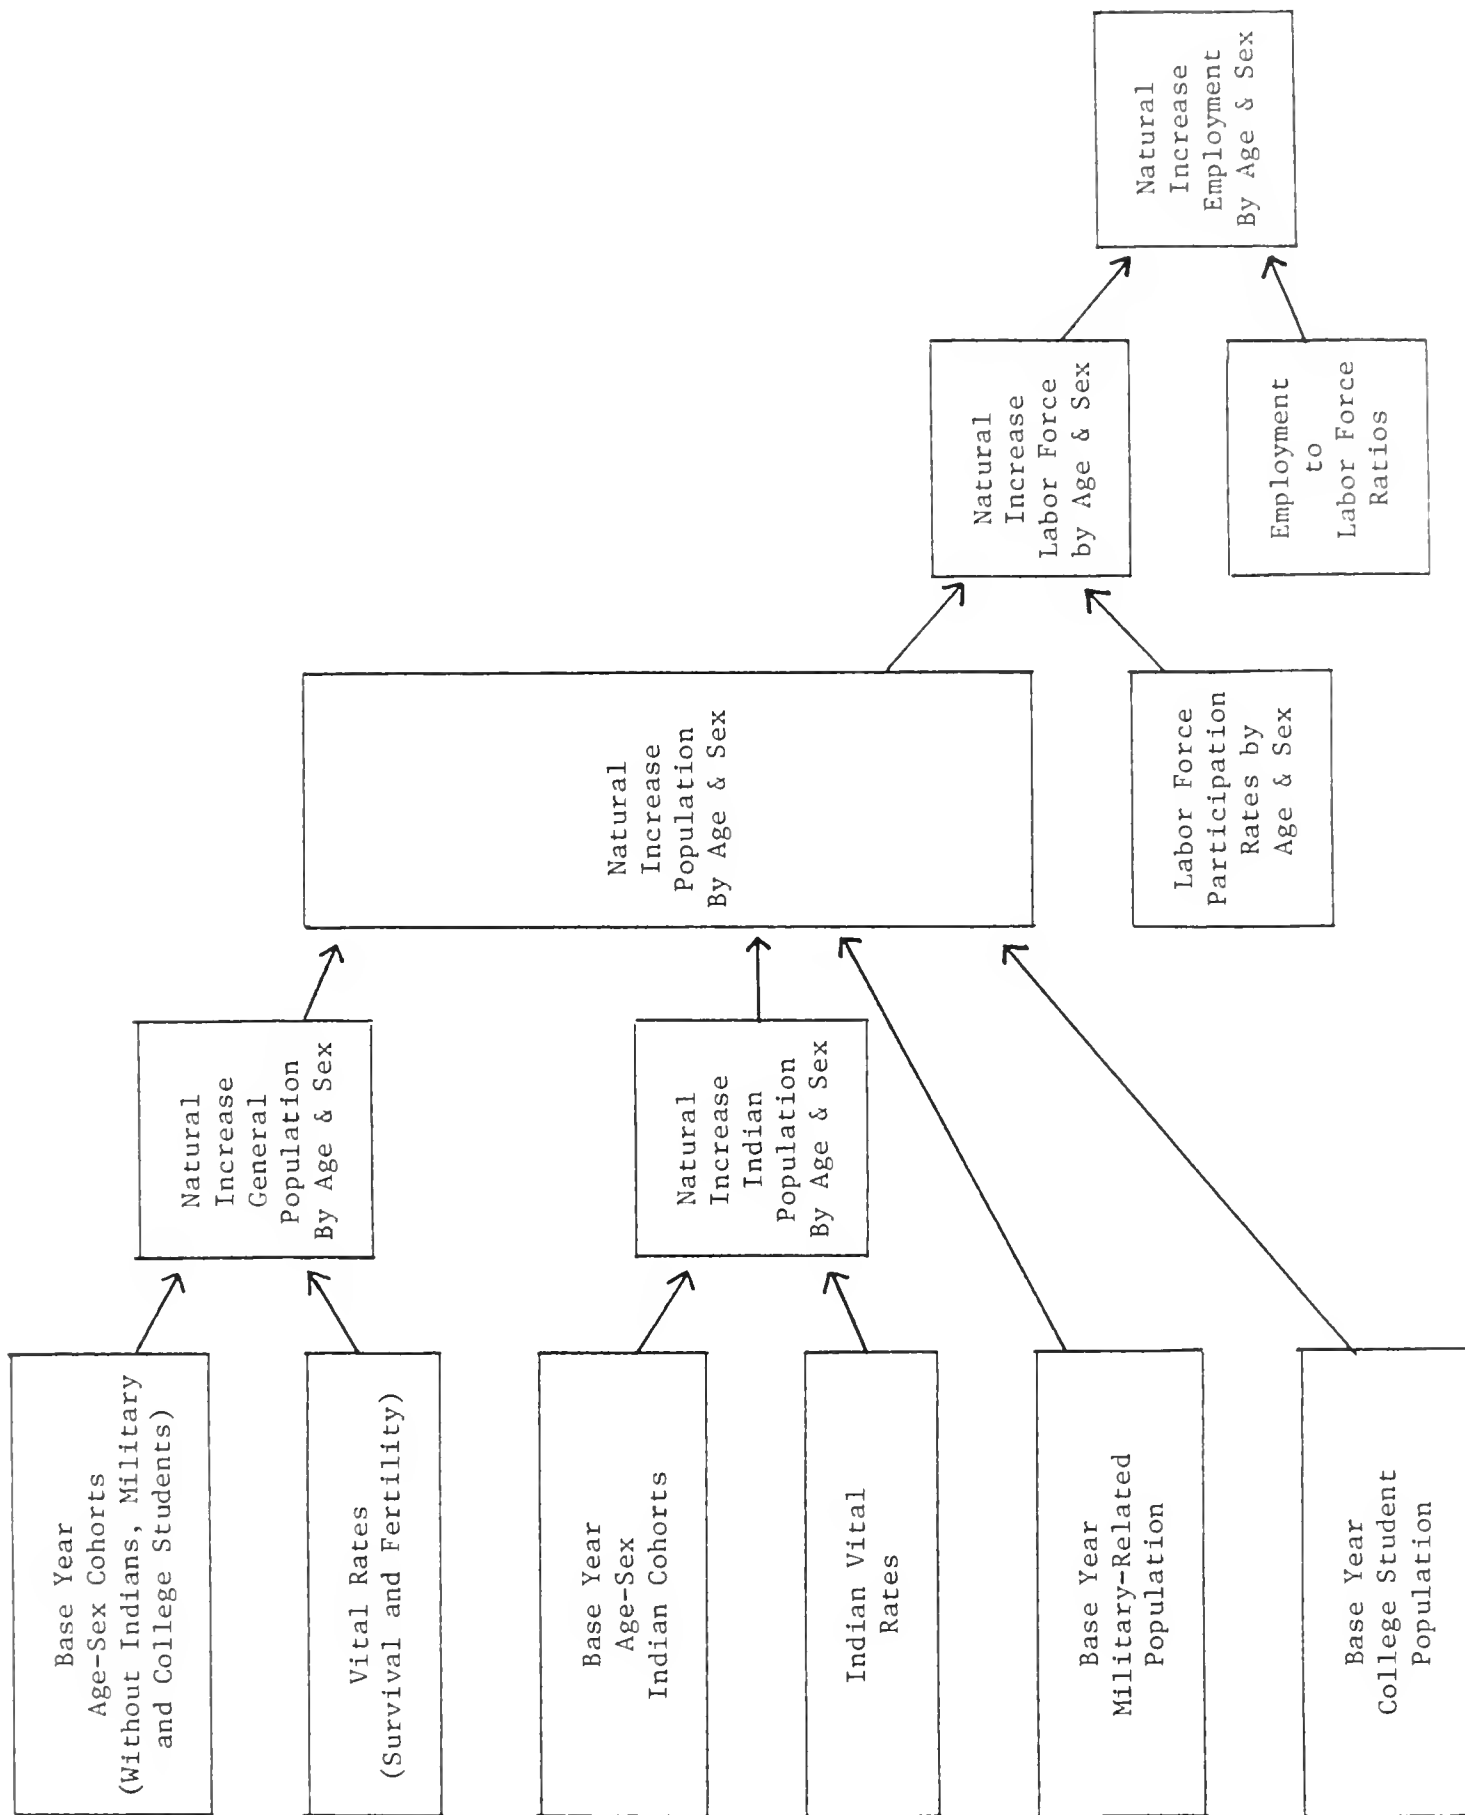 Base Year
Age-Sex Cohorts
(Without Indians, Military
and College Students)
Vital Rates
(Survival and Fertility)
Base Year
Age-Sex
Indian Cohorts
Indian Vital
Rates
Base Year
Military-Related
Population
Base Year
College Student
Population
Natural
Increase
General
Population
By Age & Sex
Natural
Increase
Indian
Population
By Age & Sex
Natural
Increase
Population
By Age & Sex
Labor Force
Participation
Rates by
Age & Sex
Natural
Increase
Labor Force
by Age & Sex
Employment
to
Labor Force
Ratios
Natural
Increase
Employment
By Age & Sex